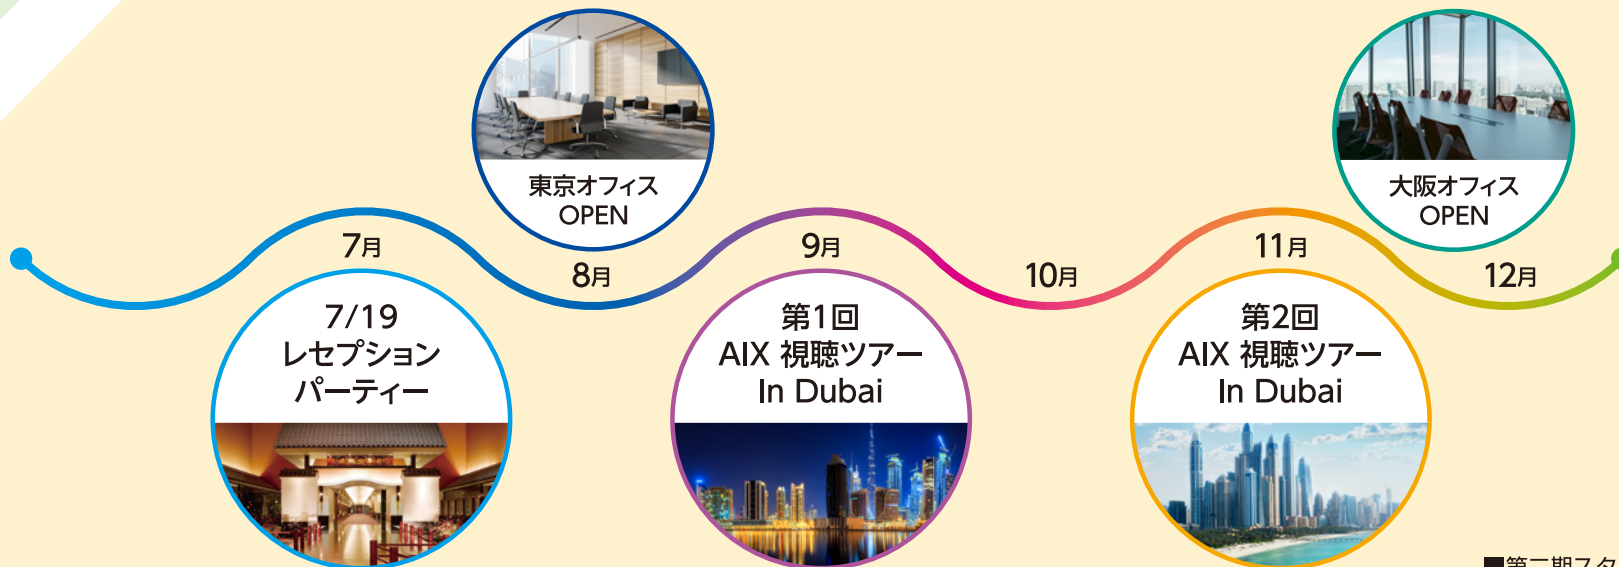 東京オフィス
OPEN
大阪オフィス
OPEN
7月
8月
9月
10月
11月
12月
7/19
レセプション
パーティー
第1回
AIX 視聴ツアー
In Dubai
第2回
AIX 視聴ツアー
In Dubai